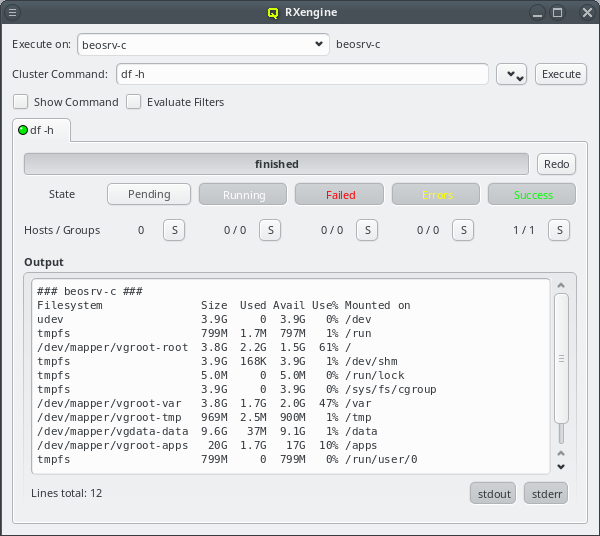 RXengine
Execute on: beosrv-c beosrv-c
Cluster Command: df -h Execute
Show Command Evaluate Filters
df -h
finished Redo
State Pending Running Failed Errors Success
Hosts / Groups 0 S 0 / 0 S 0 / 0 S 0 / 0 S 1 / 1 S
Output
### beosrv-c ###
Filesystem Size Used Avail Use% Mounted on
udev 3.9G 0 3.9G 0% /dev
tmpfs 799M 1.7M 797M 1% /run
/dev/mapper/vgroot-root 3.8G 2.2G 1.5G 61% /
tmpfs 3.9G 168K 3.9G 1% /dev/shm
tmpfs 5.0M 0 5.0M 0% /run/lock
tmpfs 3.9G 0 3.9G 0% /sys/fs/cgroup
/dev/mapper/vgroot-var 3.8G 1.7G 2.0G 47% /var
/dev/mapper/vgroot-tmp 969M 2.5M 900M 1% /tmp
/dev/mapper/vgdata-data 9.6G 37M 9.1G 1% /data
/dev/mapper/vgroot-apps 20G 1.7G 17G 10% /apps
tmpfs 799M 0 799M 0% /run/user/0
Lines total: 12 stdout stderr